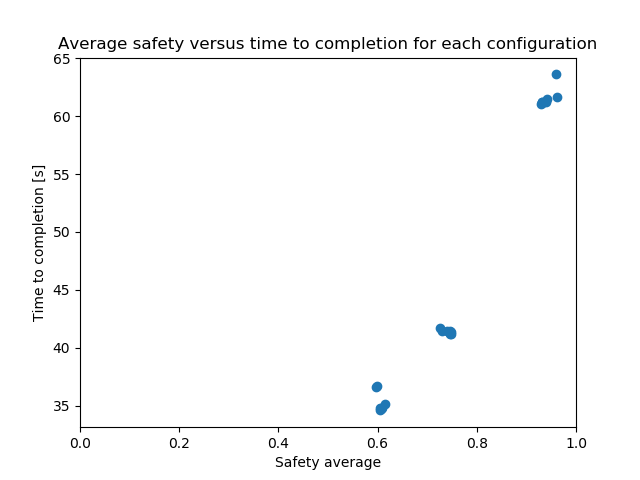 Average safety versus time to completion for each configuration
65
60
55
50
45
40
35
Time to completion [s]
0.0 0.2 0.4 0.6 0.8 1.0
Safety average